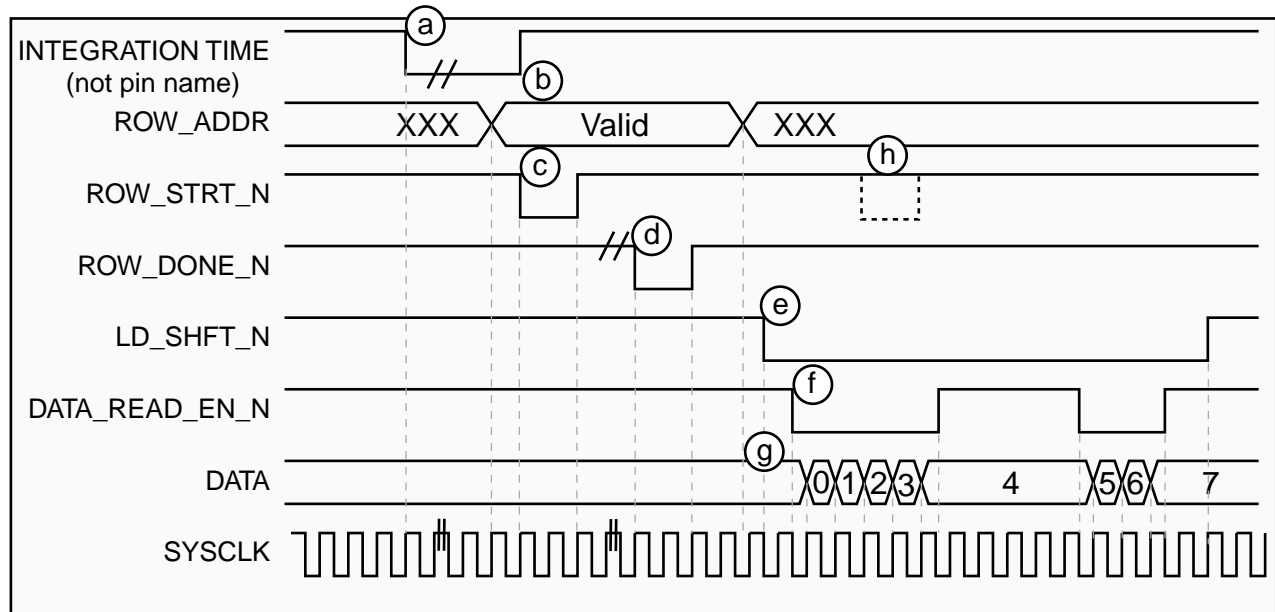 a
INTEGRATION TIME
(not pin name)
b
ROW_ADDR XXX Valid XXX
c h
ROW_STRT_N
d
ROW_DONE_N
e
LD_SHFT_N
f
DATA_READ_EN_N
g
DATA 0 1 2 3 4 5 6 7
SYSCLK